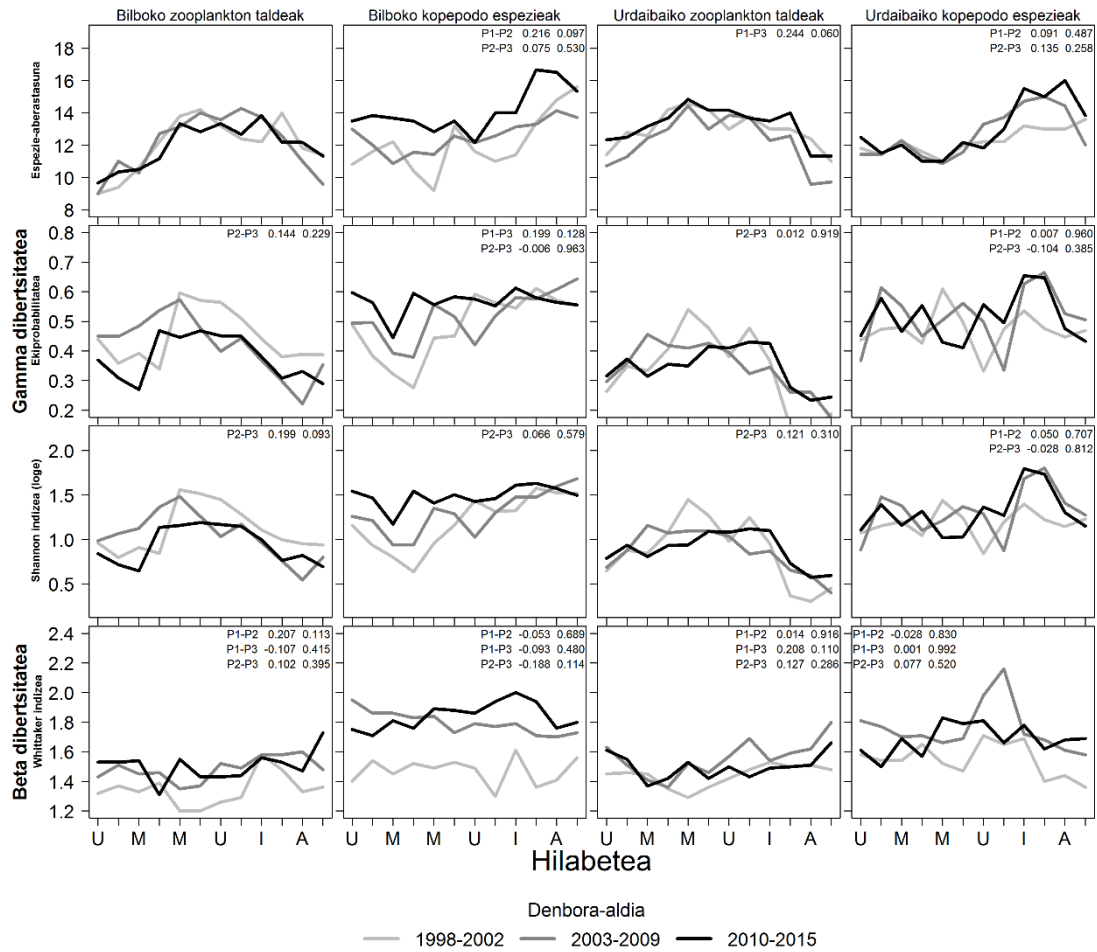 Bilboko zooplankton taldeak
Bilboko kopepodo espezieak
Urdaibaiko zooplankton taldeak
Urdaibaiko kopepodo espezieak
Espezie-aberastasuna
18
16
14
12
10
8
P1-P2 0.216 0.097
P2-P3 0.075 0.530
P1-P3 0.244 0.060
P1-P2 0.091 0.487
P2-P3 0.135 0.258
Gamma dibertsitatea
Ekiprobabilitatea
0.8
0.7
0.6
0.5
0.4
0.3
0.2
P2-P3 0.144 0.229
P1-P3 0.199 0.128
P2-P3 -0.006 0.963
P2-P3 0.012 0.919
P1-P2 0.007 0.960
P2-P3 -0.104 0.385
Shannon indizea (loge)
2.0
1.5
1.0
0.5
P2-P3 0.199 0.093
P2-P3 0.066 0.579
P2-P3 0.121 0.310
P1-P2 0.050 0.707
P2-P3 -0.028 0.812
Beta dibertsitatea
Whittaker indizea
2.4
2.2
2.0
1.8
1.6
1.4
1.2
P1-P2 0.207 0.113
P1-P3 -0.107 0.415
P2-P3 0.102 0.395
P1-P2 -0.053 0.689
P1-P3 -0.093 0.480
P2-P3 -0.188 0.114
P1-P2 0.014 0.916
P1-P3 0.208 0.110
P2-P3 0.127 0.286
P1-P2 -0.028 0.830
P1-P3 0.001 0.992
P2-P3 0.077 0.520
U M M U I A
U M M U I A
U M M U I A
U M M U I A
Hilabetea
Denbora-aldia
1998-2002
2003-2009
2010-2015